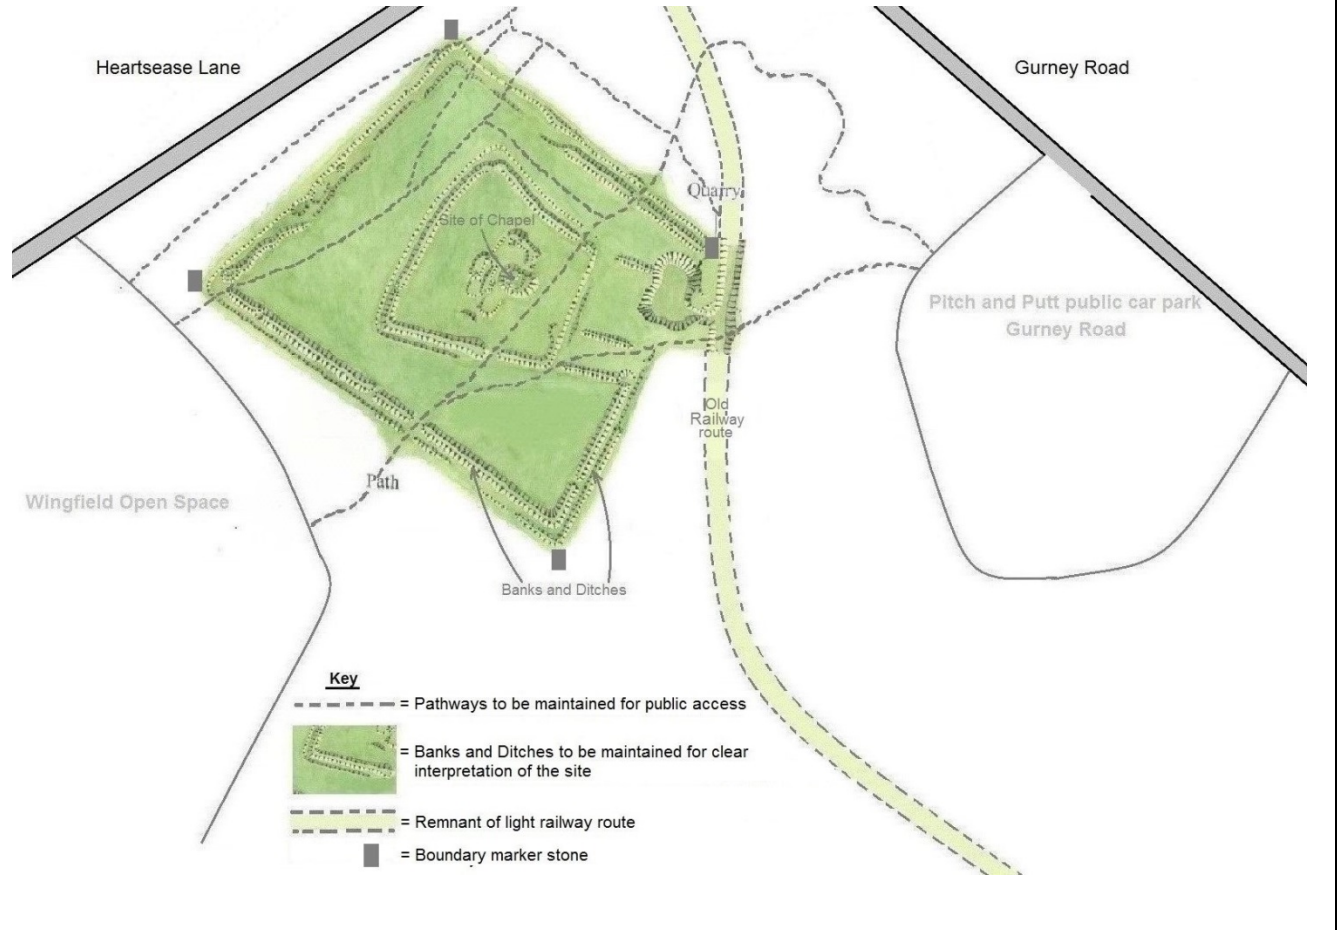 Heartsease Lane
Gurney Road
Quarry
Site of Chapel
Pitch and Putt public car park
Gurney Road
Old
Railway
route
Path
Wingfield Open Space
Banks and Ditches
Key
= Pathways to be maintained for public access
= Banks and Ditches to be maintained for clear
interpretation of the site
= Remnant of light railway route
= Boundary marker stone